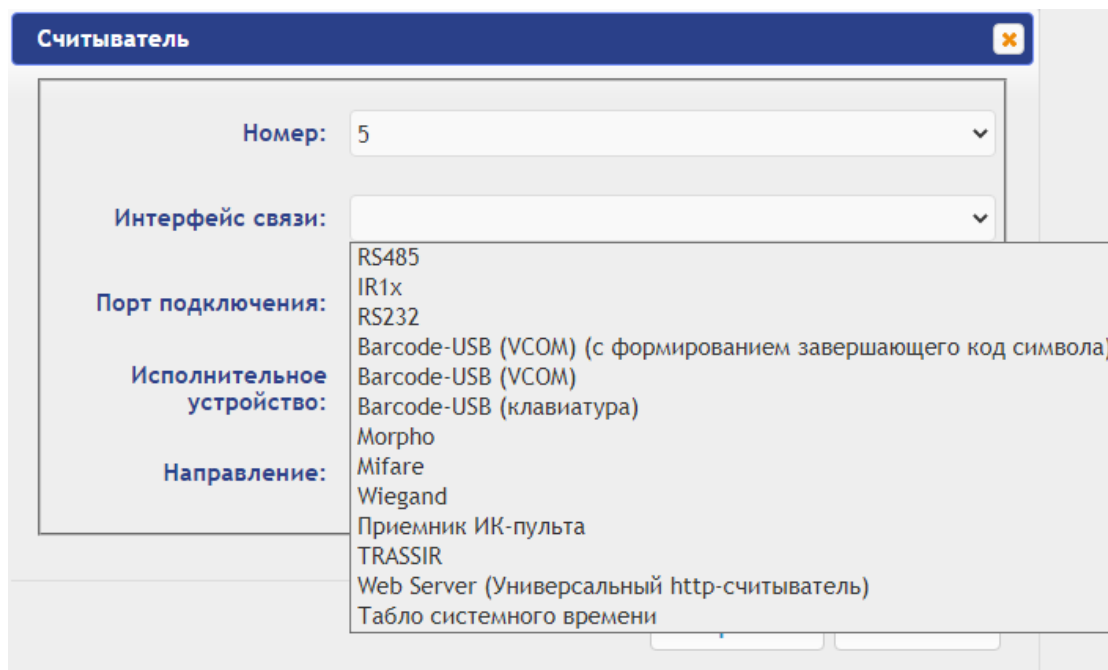 Считыватель
Номер:
5
Интерфейс связи:
RS485
IR1x
RS232
Barcode-USB (VCOM) (с формированием завершающего код символа)
Barcode-USB (VCOM)
Barcode-USB (клавиатура)
Morpho
Mifare
Wiegand
Приемник ИК-пульта
TRASSIR
Web Server (Универсальный http-считыватель)
Табло системного времени
Порт подключения:
Исполнительное
устройство:
Направление: